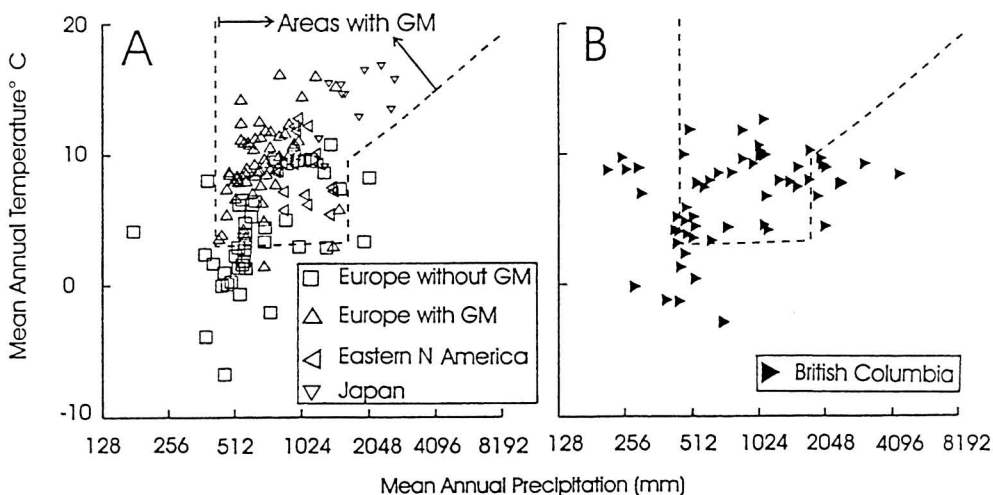 20
10
0
-10
Mean Annual Temperature° C
A
Areas with GM
Europe without GM
Europe with GM
Eastern N America
Japan
128 256 512 1024 2048 4096 8192
B
British Columbia
128 256 512 1024 2048 4096 8192
Mean Annual Precipitation (mm)